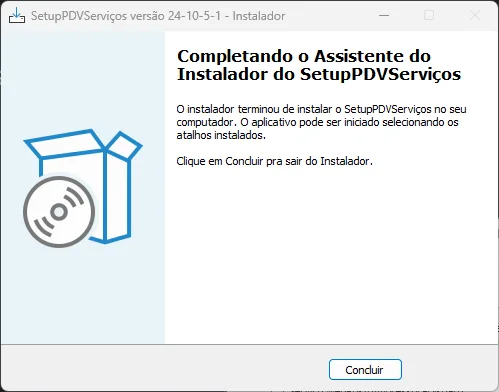 SetupPDVServiços versão 24-10-5-1 - Instalador
Completando o Assistente do
Instalador do SetupPDVServiços
O instalador terminou de instalar o SetupPDVServiços no seu
computador. O aplicativo pode ser iniciado selecionando os
atalhos instalados.
Clique em Concluir pra sair do Instalador.
Concluir